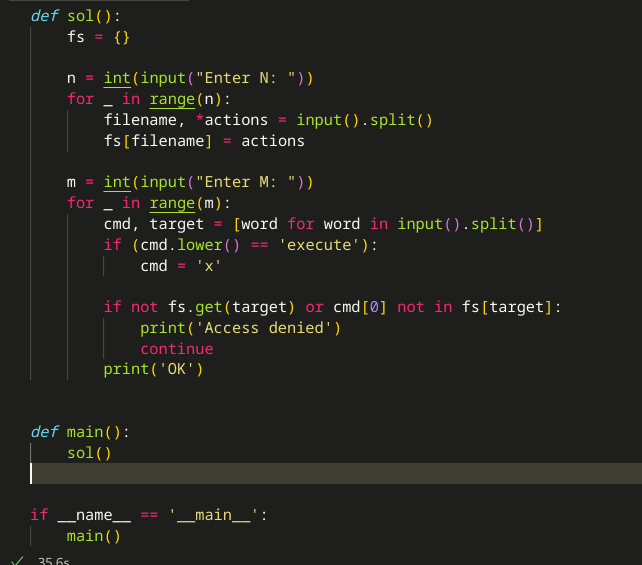 def sol():
    fs = {}

    n = int(input("Enter N: "))
    for _ in range(n):
        filename, *actions = input().split()
        fs[filename] = actions

    m = int(input("Enter M: "))
    for _ in range(m):
        cmd, target = [word for word in input().split()]
        if (cmd.lower() == 'execute'):
            cmd = 'x'

        if not fs.get(target) or cmd[0] not in fs[target]:
            print('Access denied')
            continue
        print('OK')


def main():
    sol()


if __name__ == '__main__':
    main()
35.6s